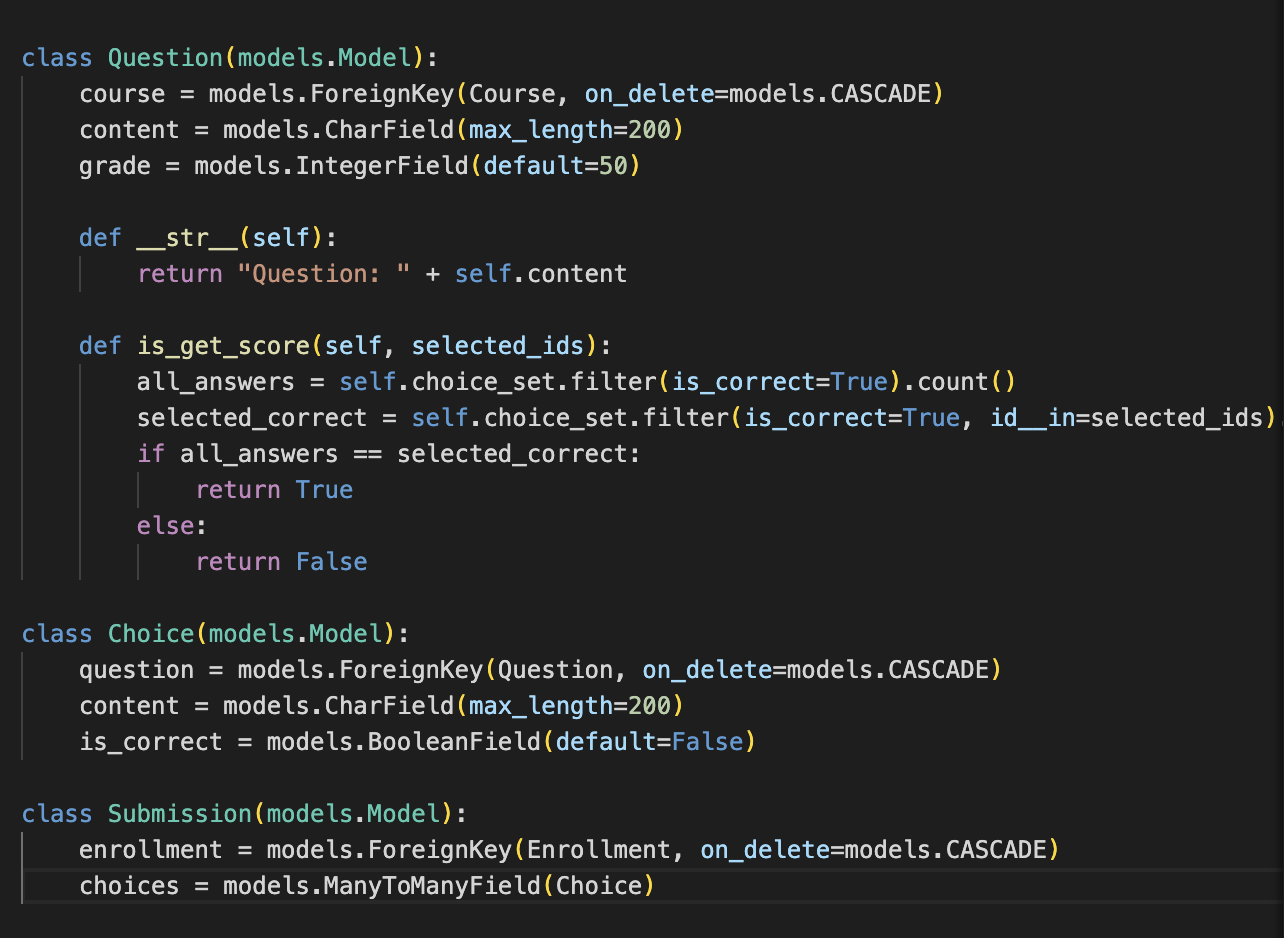 class Question(models.Model):
    course = models.ForeignKey(Course, on_delete=models.CASCADE)
    content = models.CharField(max_length=200)
    grade = models.IntegerField(default=50)

    def __str__(self):
        return "Question: " + self.content

    def is_get_score(self, selected_ids):
        all_answers = self.choice_set.filter(is_correct=True).count()
        selected_correct = self.choice_set.filter(is_correct=True, id__in=selected_ids)
        if all_answers == selected_correct:
            return True
        else:
            return False

class Choice(models.Model):
    question = models.ForeignKey(Question, on_delete=models.CASCADE)
    content = models.CharField(max_length=200)
    is_correct = models.BooleanField(default=False)

class Submission(models.Model):
    enrollment = models.ForeignKey(Enrollment, on_delete=models.CASCADE)
    choices = models.ManyToManyField(Choice)